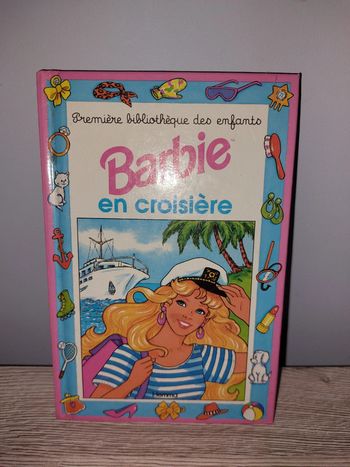 Première bibliothèque des enfants
Barbie
en croisière